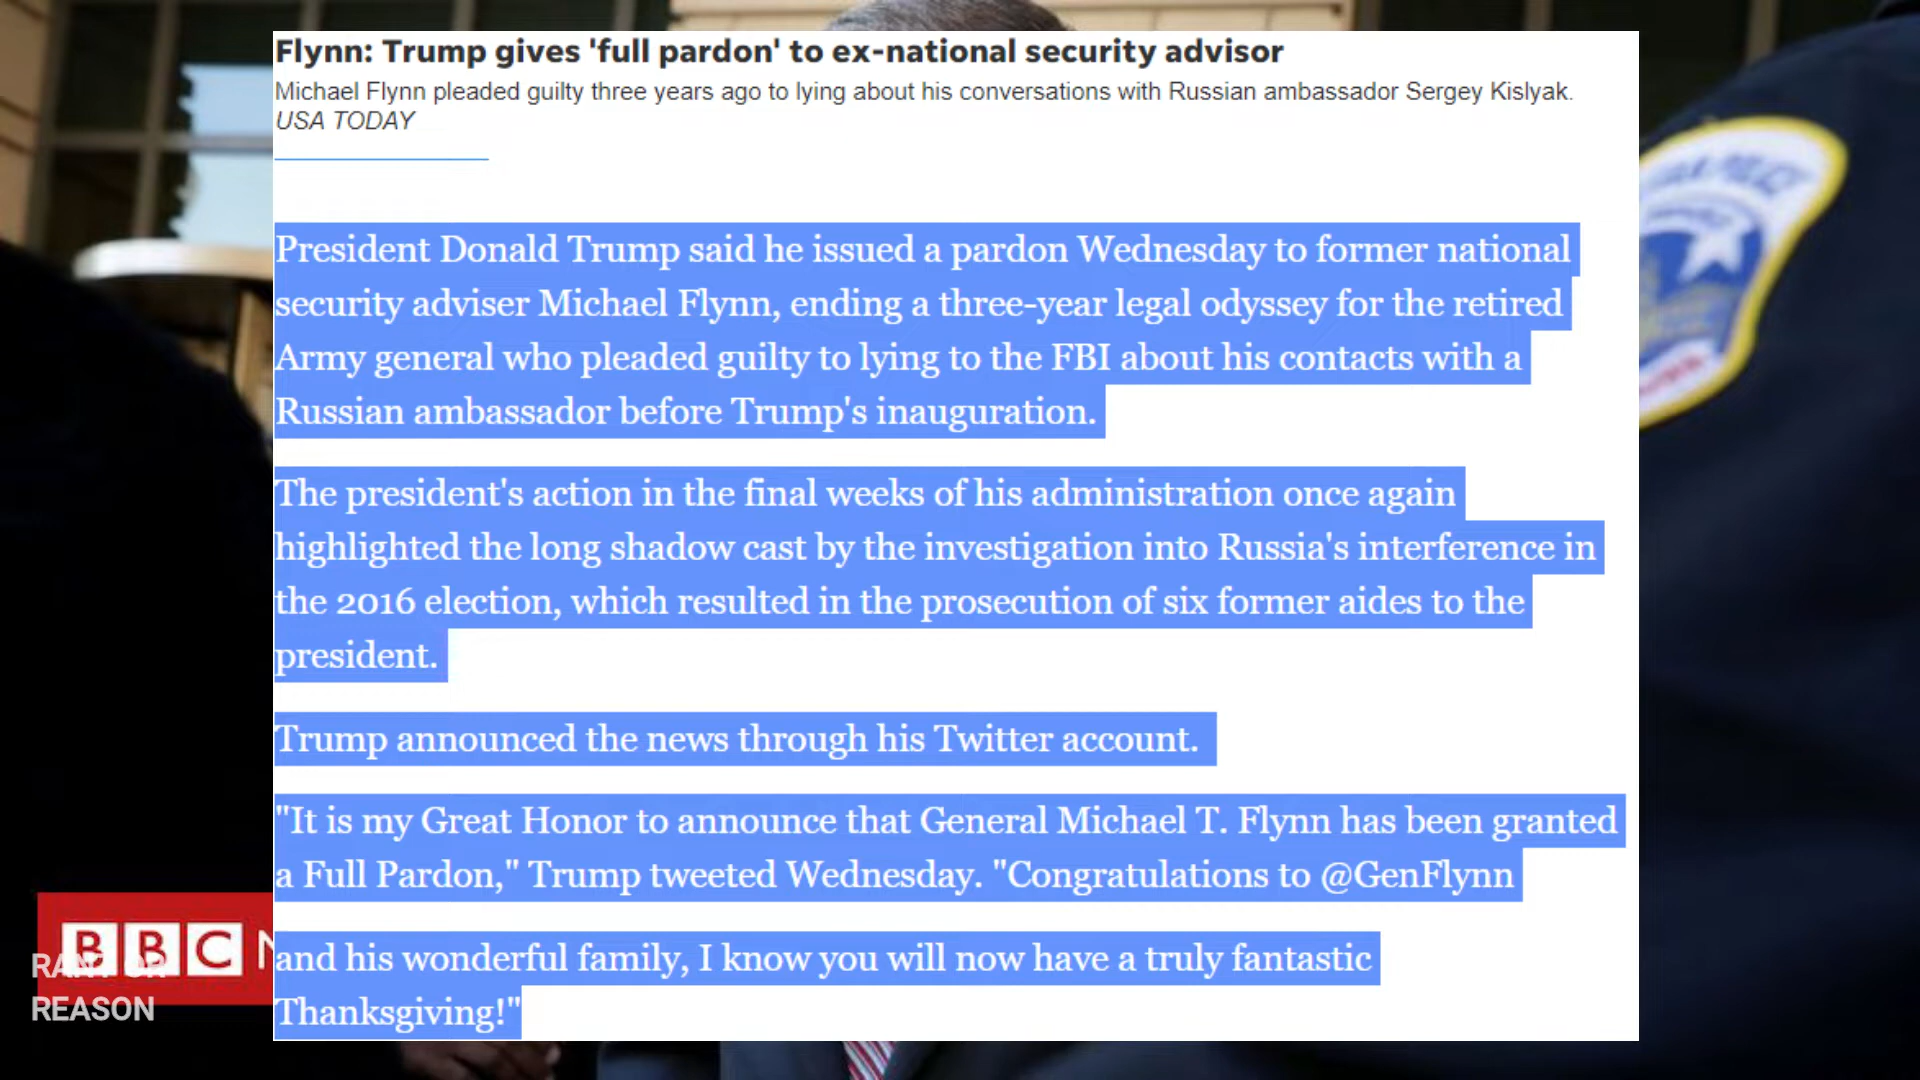 Flynn: Trump gives 'full pardon' to ex-national security advisor
Michael Flynn pleaded guilty three years ago to lying about his conversations with Russian ambassador Sergey Kislyak.
USA TODAY
President Donald Trump said he issued a pardon Wednesday to former national
security adviser Michael Flynn, ending a three-year legal odyssey for the retired
Army general who pleaded guilty to lying to the FBI about his contacts with a
Russian ambassador before Trump's inauguration.
The president's action in the final weeks of his administration once again
highlighted the long shadow cast by the investigation into Russia's interference in
the 2016 election, which resulted in the prosecution of six former aides to the
president.
Trump announced the news through his Twitter account.
"It is my Great Honor to announce that General Michael T. Flynn has been granted
a Full Pardon," Trump tweeted Wednesday. "Congratulations to @GenFlynn
and his wonderful family, I know you will now have a truly fantastic
Thanksgiving!"
BBC N
RANT OR
REASON